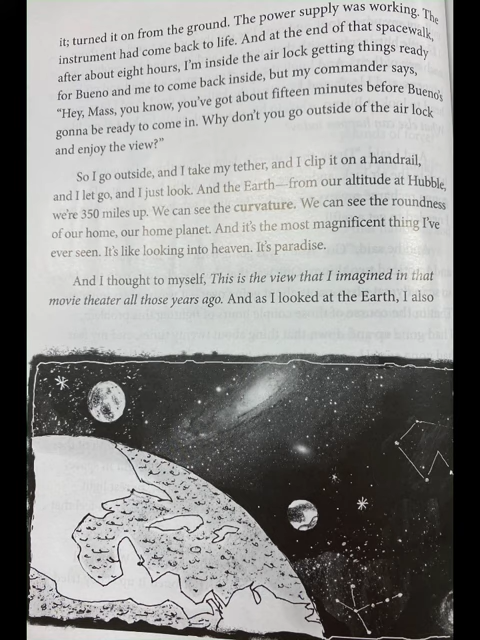 it; turned it on from the ground. The power supply was working. The
instrument had come back to life. And at the end of that spacewalk,
after about eight hours, I'm inside the air lock getting things ready
for Bueno and me to come back inside, but my commander says,
"Hey, Mass, you know, you've got about fifteen minutes before Bueno's
gonna be ready to come in. Why don't you go outside of the air lock
and enjoy the view?"
So I go outside, and I take my tether, and I clip it on a handrail,
and I let go, and I just look. And the Earth—from our altitude at Hubble,
we're 350 miles up. We can see the curvature. We can see the roundness
of our home, our home planet. And it's the most magnificent thing I've
ever seen. It's like looking into heaven. It's paradise.
And I thought to myself, This is the view that I imagined in that
movie theater all those years ago. And as I looked at the Earth, I also